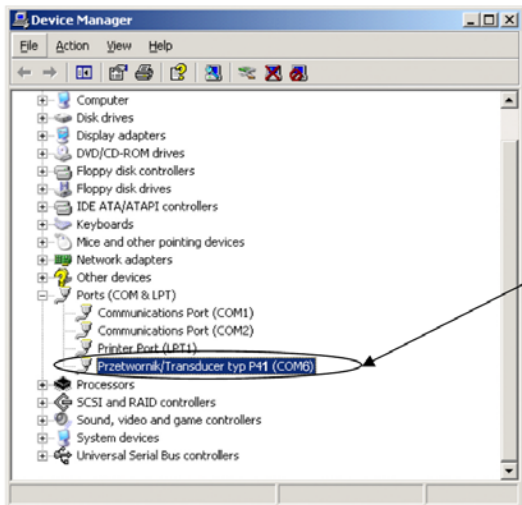 Device Manager
File Action View Help
Computer
Disk drives
Display adapters
DVD/CD-ROM drives
Floppy disk controllers
Floppy disk drives
IDE ATA/ATAPI controllers
Keyboards
Mice and other pointing devices
Network adapters
Other devices
Ports (COM & LPT)
Communications Port (COM1)
Communications Port (COM2)
Printer Port (LPT1)
Przetwornik/Transducer typ P41 (COM6)
Processors
SCSI and RAID controllers
Sound, video and game controllers
System devices
Universal Serial Bus controllers